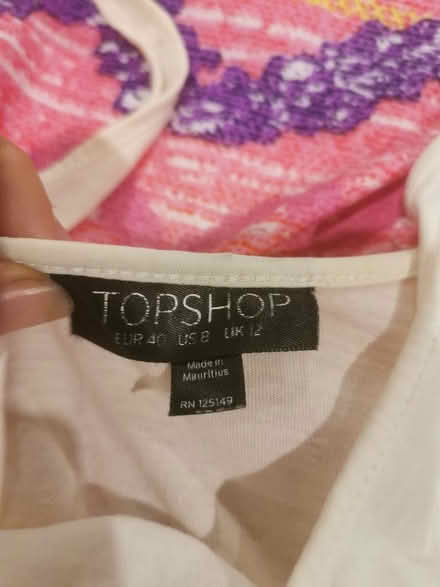 TOPSHOP
EUR 40 US 8 UK 12
Made in
Mauritius
RN 125149